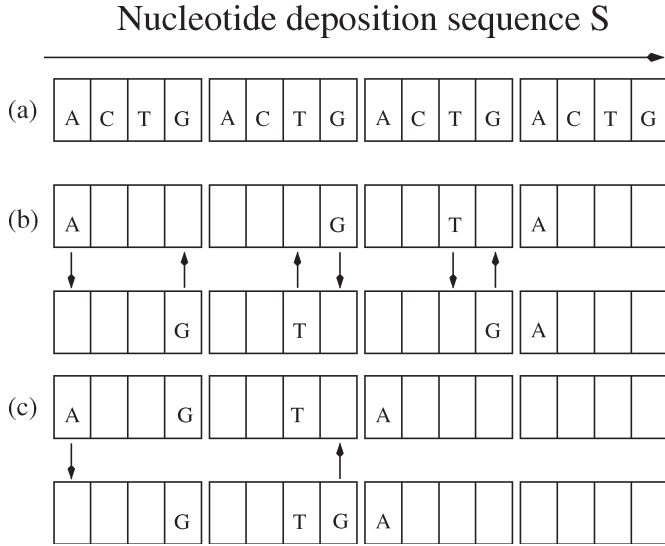 Nucleotide deposition sequence S
(a) A C T G A C T G A C T G A C T G
(b) A G T A
G T G A
(c) A G T A
G T G A